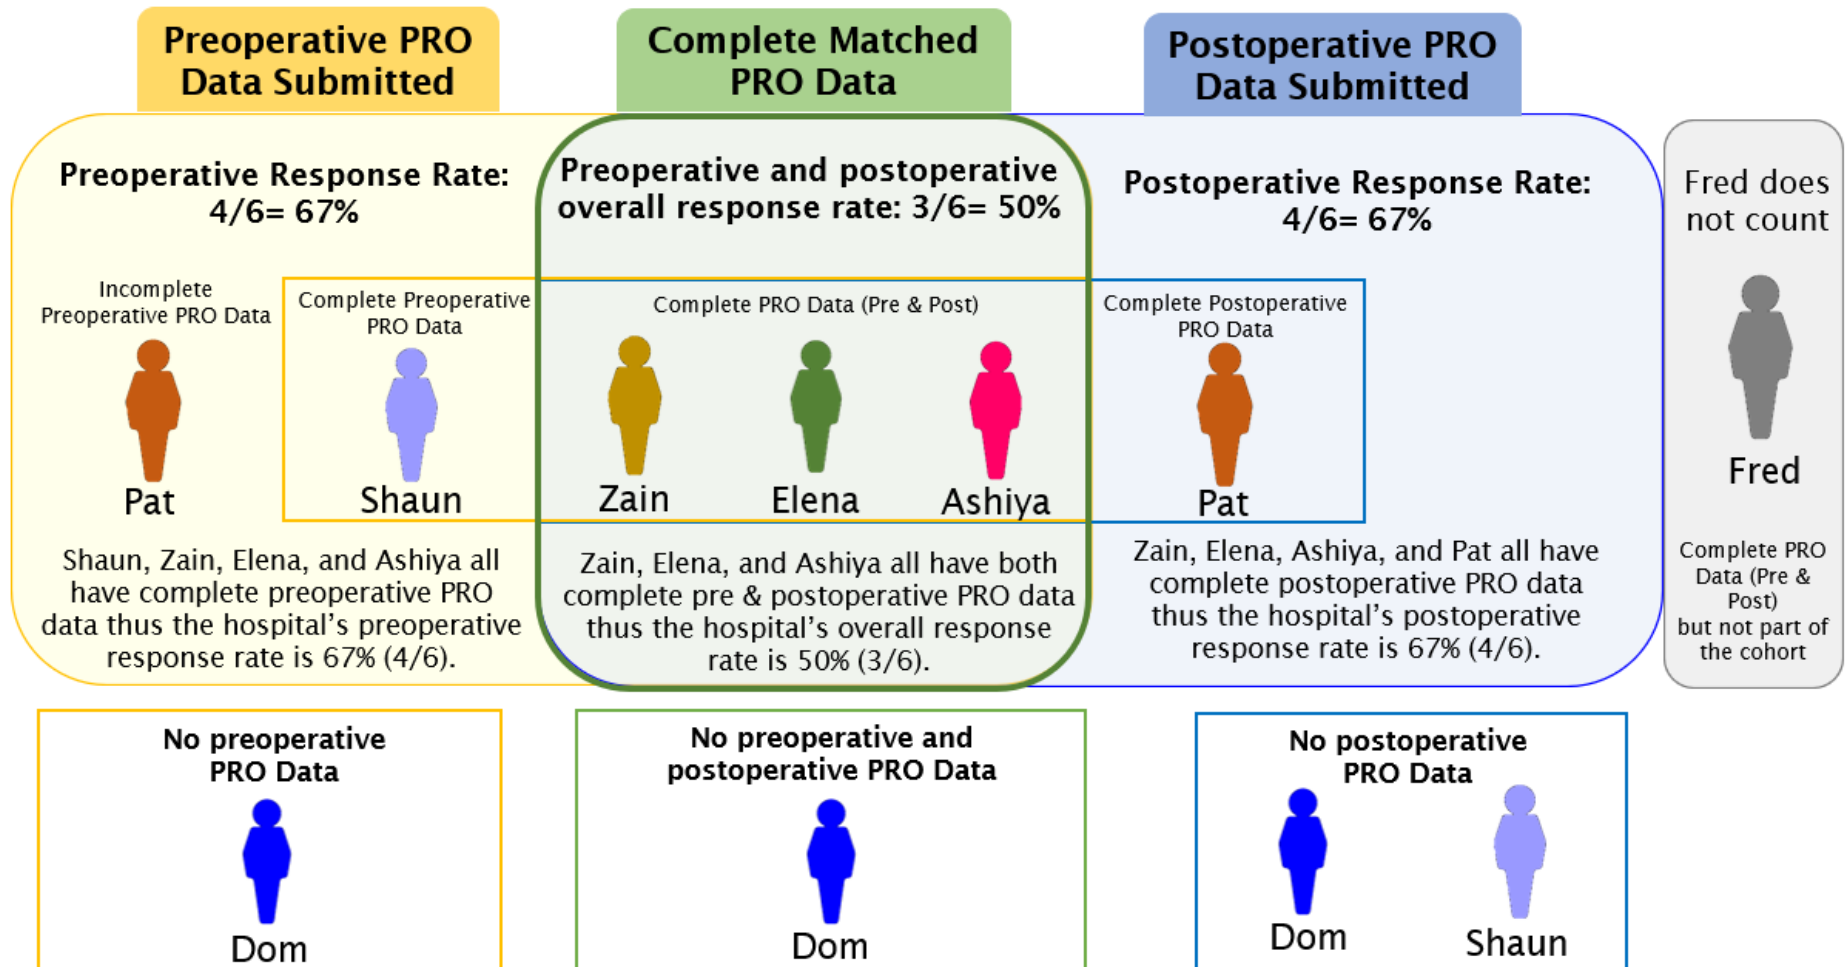 Preoperative PRO
Data Submitted
Complete Matched
PRO Data
Postoperative PRO
Data Submitted
Preoperative Response Rate:
4/6= 67%
Preoperative and postoperative
overall response rate: 3/6= 50%
Postoperative Response Rate:
4/6= 67%
Fred does
not count
Incomplete
Preoperative PRO Data
Complete Preoperative
PRO Data
Complete PRO Data (Pre & Post)
Complete Postoperative
PRO Data
Pat
Shaun
Zain
Elena
Ashiya
Pat
Fred
Shaun, Zain, Elena, and Ashiya all
have complete preoperative PRO
data thus the hospital's preoperative
response rate is 67% (4/6).
Zain, Elena, and Ashiya all have both
complete pre & postoperative PRO data
thus the hospital's overall response
rate is 50% (3/6).
Zain, Elena, Ashiya, and Pat all have
complete postoperative PRO data
thus the hospital's postoperative
response rate is 67% (4/6).
Complete PRO
Data (Pre &
Post)
but not part of
the cohort
No preoperative
PRO Data
Dom
No preoperative and
postoperative PRO Data
Dom
No postoperative
PRO Data
Dom
Shaun